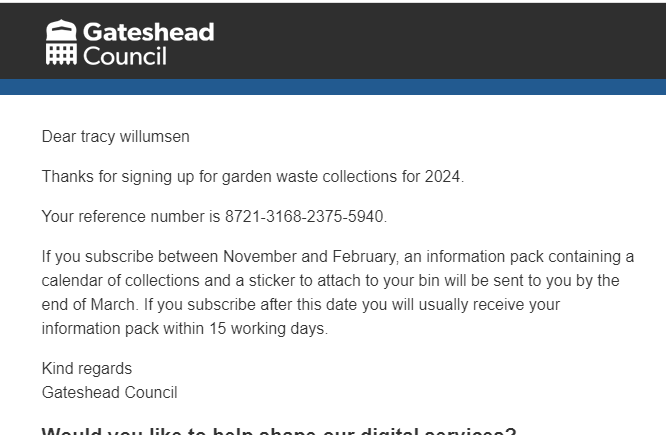 Gateshead
Council
Dear tracy willumsen
Thanks for signing up for garden waste collections for 2024.
Your reference number is 8721-3168-2375-5940.
If you subscribe between November and February, an information pack containing a
calendar of collections and a sticker to attach to your bin will be sent to you by the
end of March. If you subscribe after this date you will usually receive your
information pack within 15 working days.
Kind regards
Gateshead Council
Would you like to help shape our digital services?